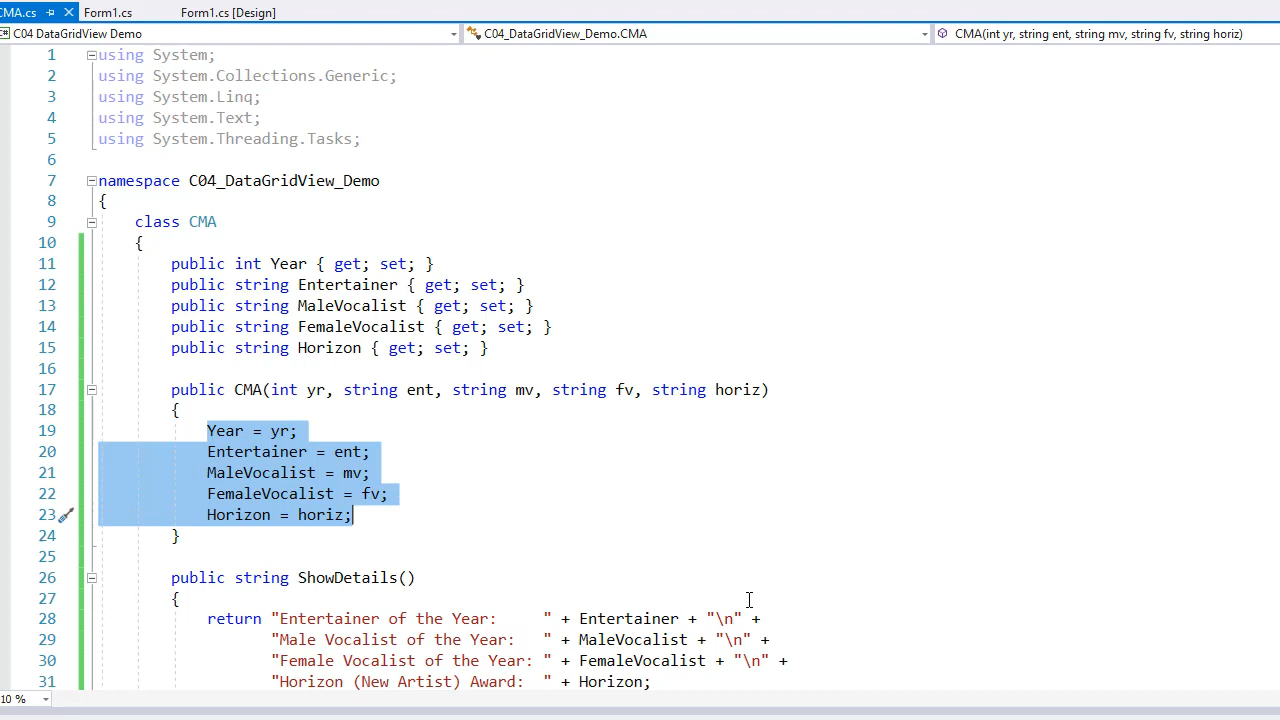 CMA.cs Form1.cs Form1.cs [Design]
C04 DataGridView Demo C04_DataGridView_Demo.CMA CMA(int yr, string ent, string mv, string fv, string horiz)
1 using System;
2 using System.Collections.Generic;
3 using System.Linq;
4 using System.Text;
5 using System.Threading.Tasks;
6
7 namespace C04_DataGridView_Demo
8 {
9 class CMA
10 {
11 public int Year { get; set; }
12 public string Entertainer { get; set; }
13 public string MaleVocalist { get; set; }
14 public string FemaleVocalist { get; set; }
15 public string Horizon { get; set; }
16
17 public CMA(int yr, string ent, string mv, string fv, string horiz)
18 {
19 Year = yr;
20 Entertainer = ent;
21 MaleVocalist = mv;
22 FemaleVocalist = fv;
23 Horizon = horiz;
24 }
25
26 public string ShowDetails()
27 {
28 return "Entertainer of the Year:     " + Entertainer + "\n" +
29 "Male Vocalist of the Year:   " + MaleVocalist + "\n" +
30 "Female Vocalist of the Year: " + FemaleVocalist + "\n" +
31 "Horizon (New Artist) Award:  " + Horizon;
10 %